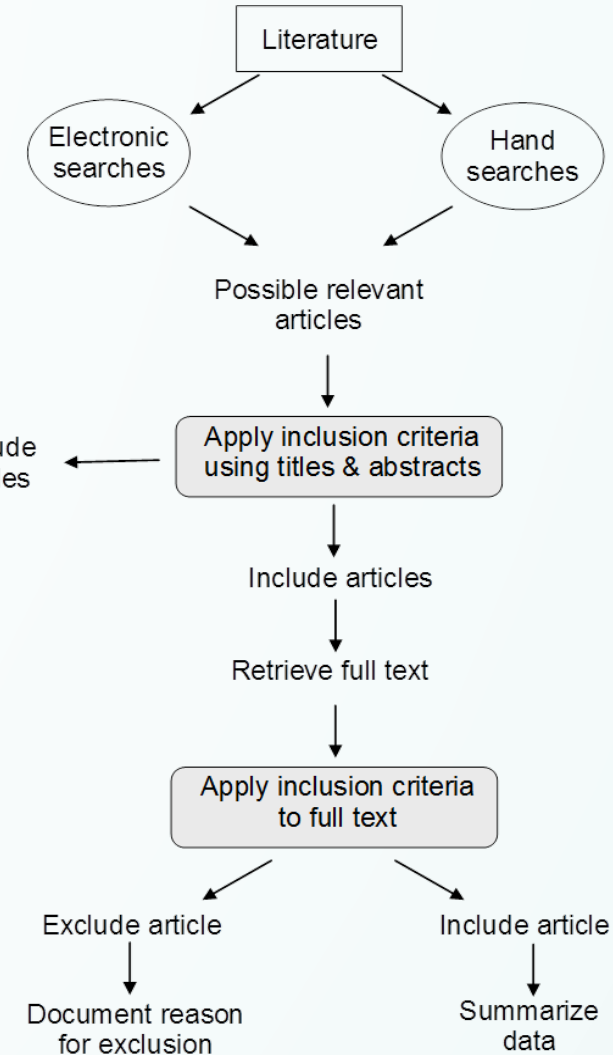 Literature
Electronic
searches
Hand
searches
Possible relevant
articles
Apply inclusion criteria
using titles & abstracts
Include articles
Retrieve full text
Apply inclusion criteria
to full text
Exclude article
Include article
Document reason
for exclusion
Summarize
data